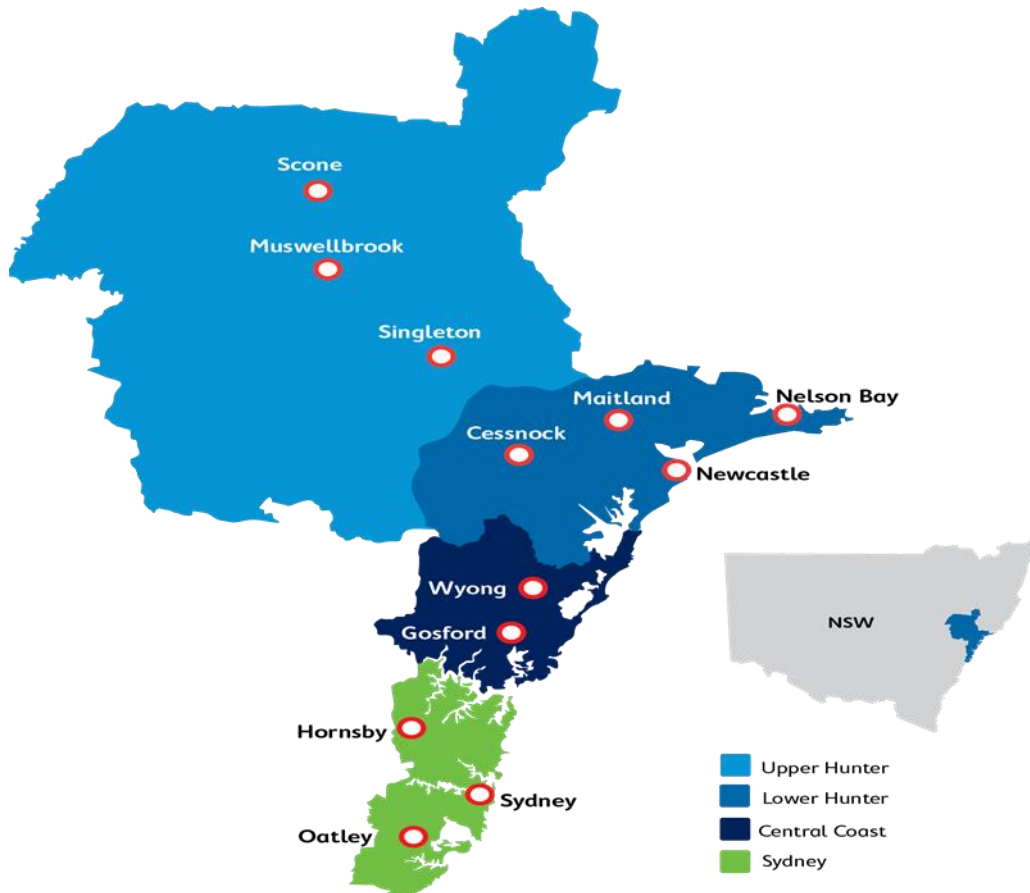 Scone
Muswellbrook
Singleton
Maitland
Nelson Bay
Cessnock
Newcastle
Wyong
Gosford
NSW
Hornsby
Sydney
Oatley
Upper Hunter
Lower Hunter
Central Coast
Sydney